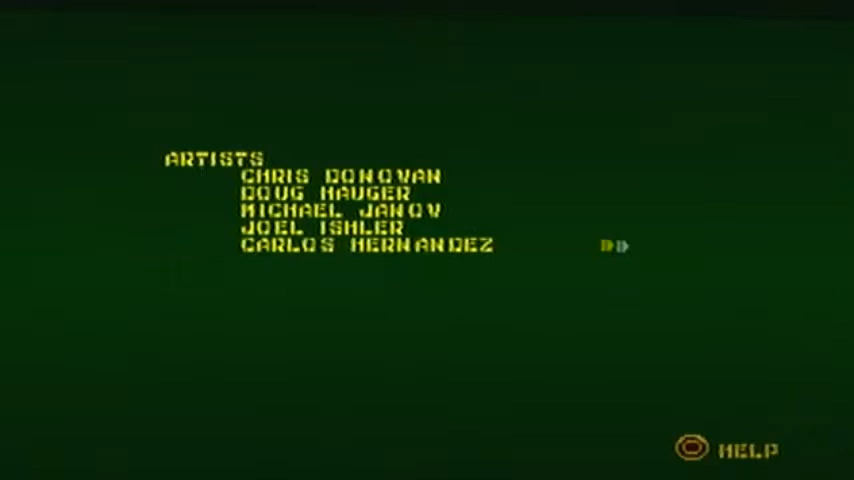 ARTISTS
CHRIS DONOVAN
DOUG HAUGER
MICHAEL JANOV
JOEL ISHLER
CARLOS HERNANDEZ
HELP